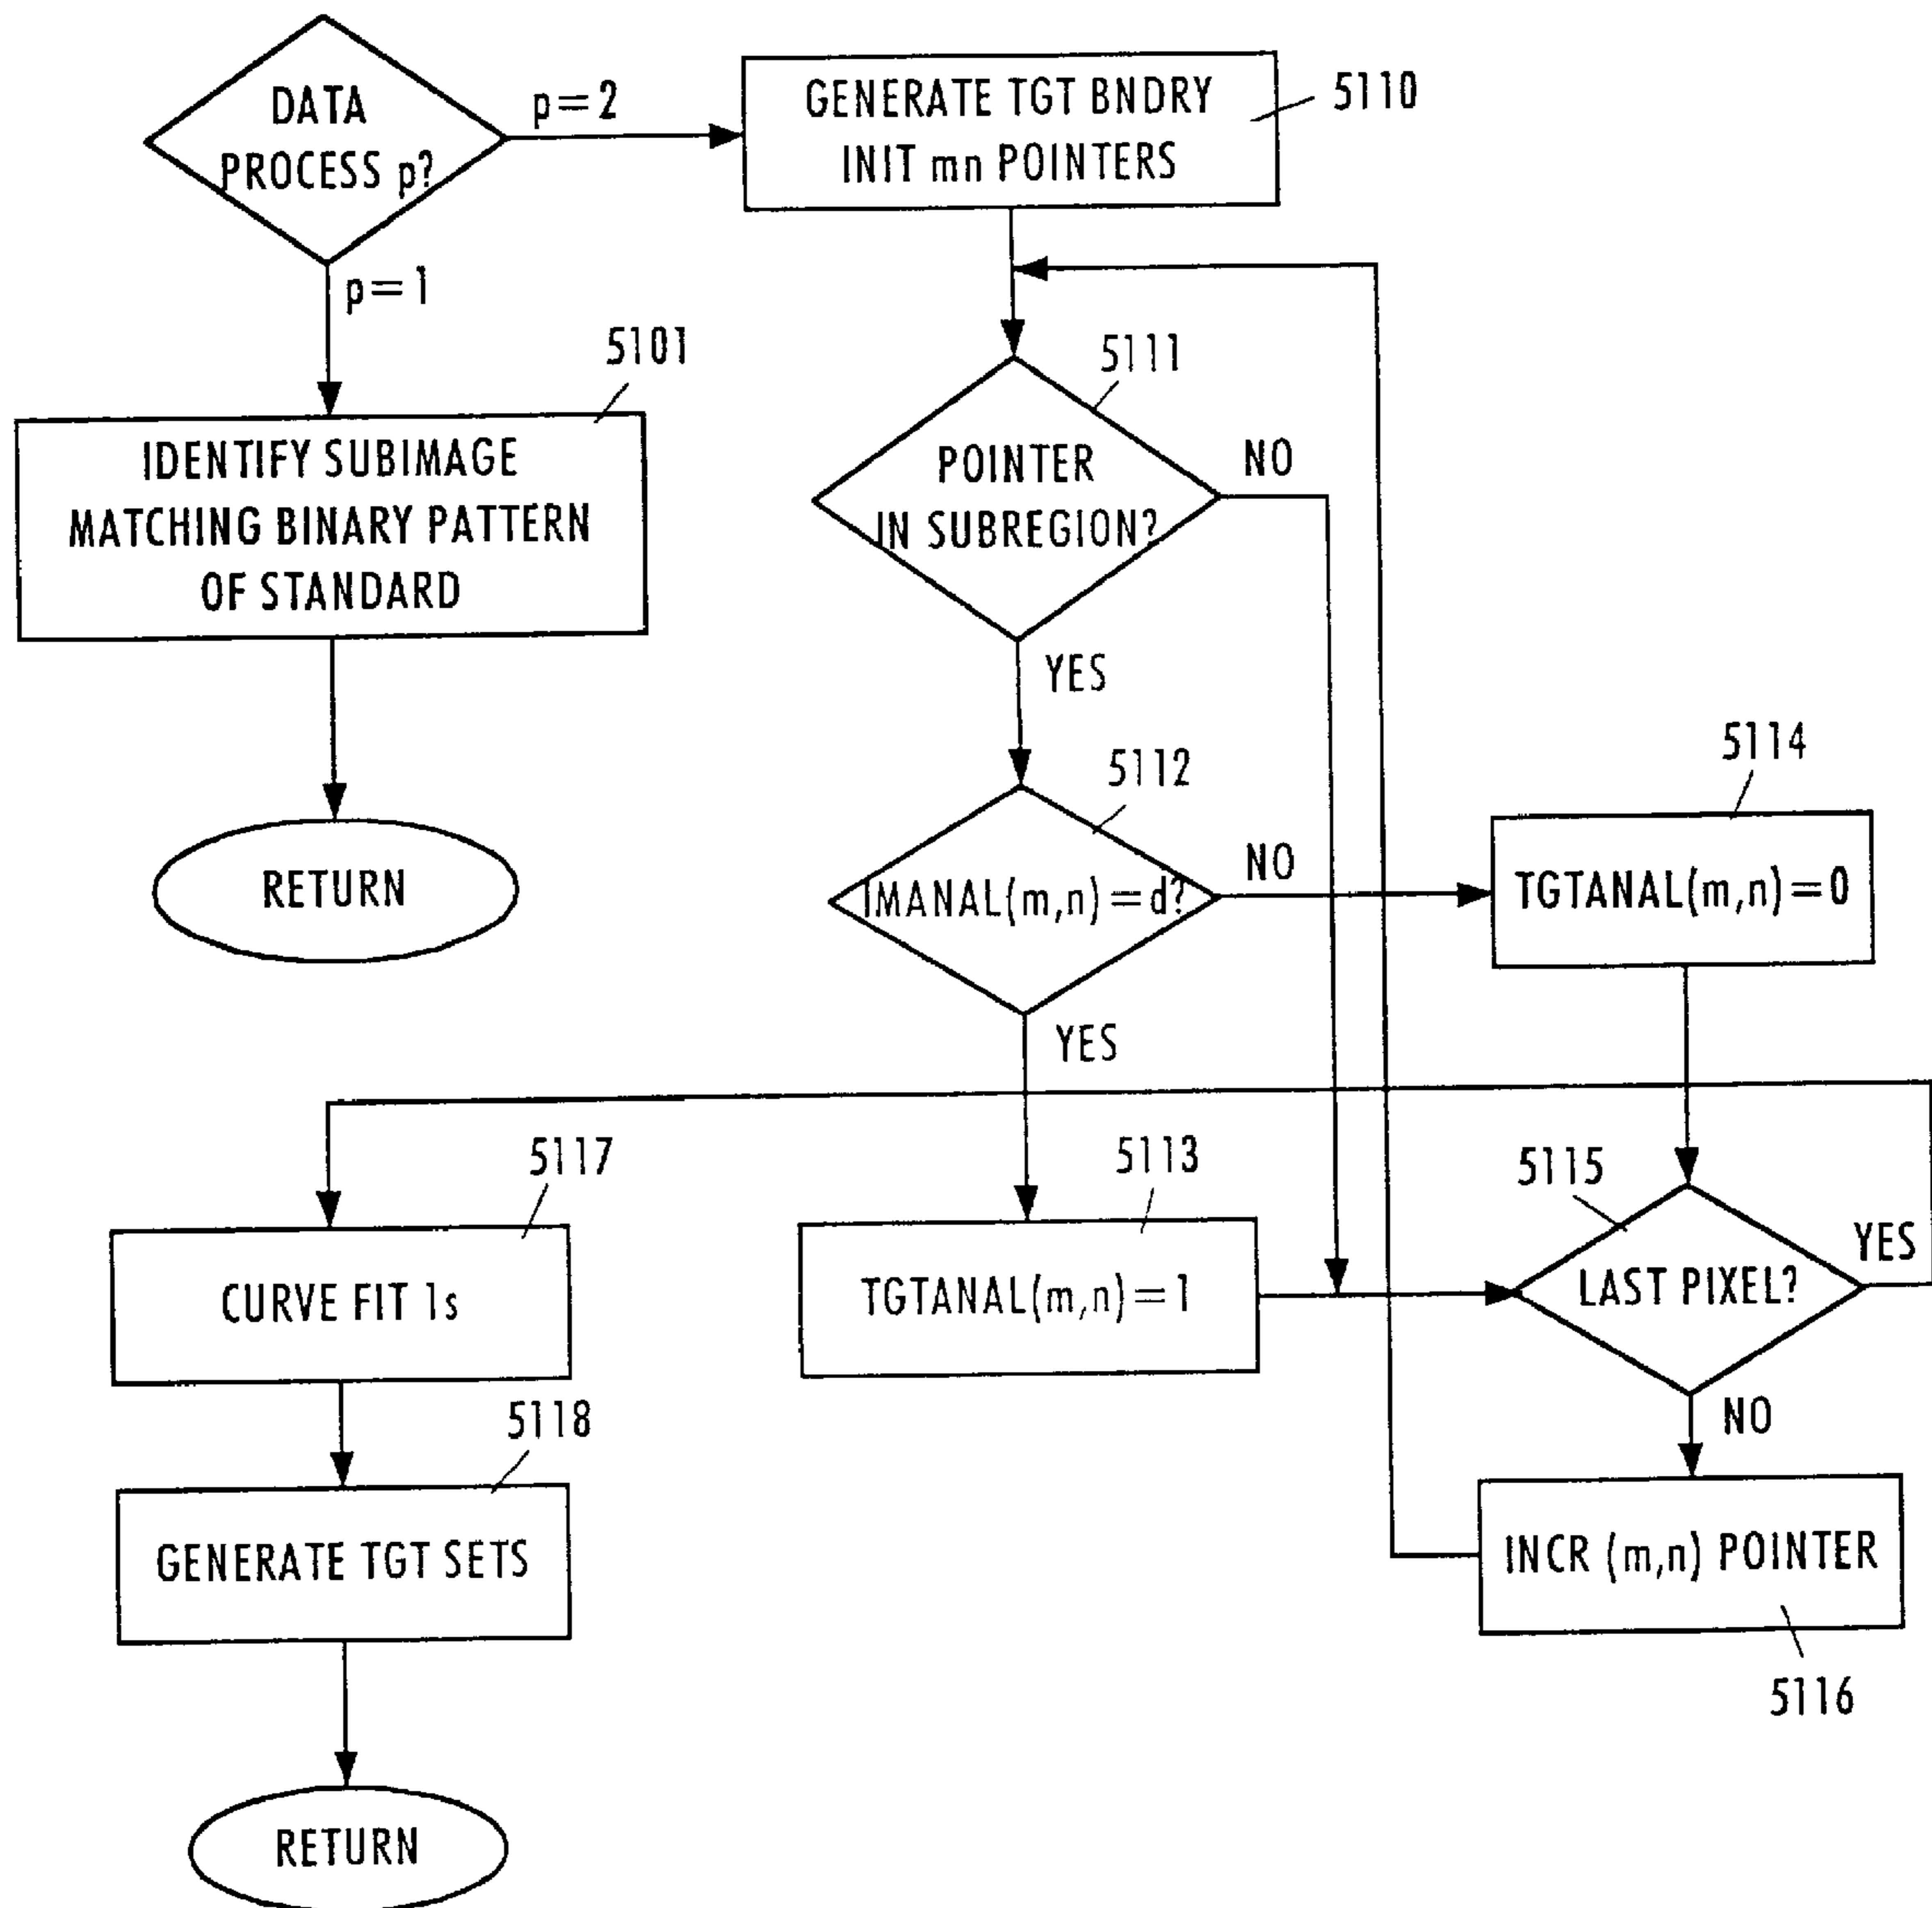 DATA
PROCESS p?
p=2
p=1
GENERATE TGT BNDRY
INIT mn POINTERS
5110
5101
IDENTIFY SUBIMAGE
MATCHING BINARY PATTERN
OF STANDARD
RETURN
5111
POINTER
IN SUBREGION?
NO
YES
5112
IMANAL(m,n)=d?
NO
YES
5114
TGTANAL(m,n)=0
5117
CURVE FIT 1s
5113
TGTANAL(m,n)=1
5115
LAST PIXEL?
YES
NO
5118
GENERATE TGT SETS
INCR (m,n) POINTER
5116
RETURN